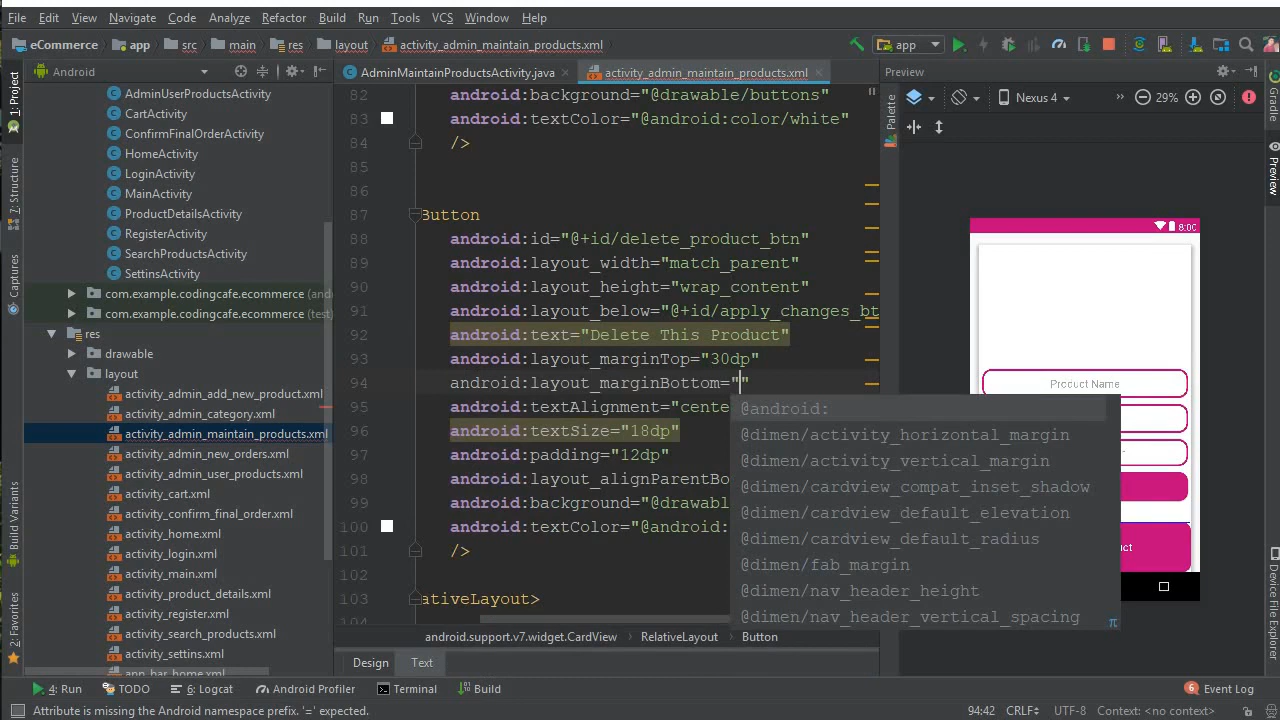 File Edit View Navigate Code Analyze Refactor Build Run Tools VCS Window Help
eCommerce app src main res layout activity_admin_maintain_products.xml app
Android
AdminMaintainProductsActivity.java activity_admin_maintain_products.xml
Preview
1: Project
7: Structure
Captures
Build Variants
2: Favorites
AdminUserProductsActivity
CartActivity
ConfirmFinalOrderActivity
HomeActivity
LoginActivity
MainActivity
ProductDetailsActivity
RegisterActivity
SearchProductsActivity
SettinsActivity
com.example.codingcafe.ecommerce (and
com.example.codingcafe.ecommerce (test)
res
drawable
layout
activity_admin_add_new_product.xml
activity_admin_category.xml
activity_admin_maintain_products.xml
activity_admin_new_orders.xml
activity_admin_user_products.xml
activity_cart.xml
activity_confirm_final_order.xml
activity_home.xml
activity_login.xml
activity_main.xml
activity_product_details.xml
activity_register.xml
activity_search_products.xml
activity_settins.xml
app_bar_home.xml
82 android:background="@drawable/buttons"
83 android:textColor="@android:color/white"
84 />
85
86
87 Button
88 android:id="@+id/delete_product_btn"
89 android:layout_width="match_parent"
90 android:layout_height="wrap_content"
91 android:layout_below="@+id/apply_changes_bt
92 android:text="Delete This Product"
93 android:layout_marginTop="30dp"
94 android:layout_marginBottom=""
95 android:textAlignment="cente
96 android:textSize="18dp"
97 android:padding="12dp"
98 android:layout_alignParentBo
99 android:background="@drawab
100 android:textColor="@android:
101 />
102
103 ativeLayout>
104
@android:
@dimen/activity_horizontal_margin
@dimen/activity_vertical_margin
@dimen/cardview_compat_inset_shadow
@dimen/cardview_default_elevation
@dimen/cardview_default_radius
@dimen/fab_margin
@dimen/nav_header_height
@dimen/nav_header_vertical_spacing
π
android.support.v7.widget.CardView RelativeLayout Button
Design Text
Palette
Nexus 4 29%
8:00
Product Name
ct
Gradle
Preview
Device File Explorer
4: Run TODO 6: Logcat Android Profiler Terminal Build 6 Event Log
Attribute is missing the Android namespace prefix. '=' expected. 94:42 CRLF UTF-8 Context: <no context>